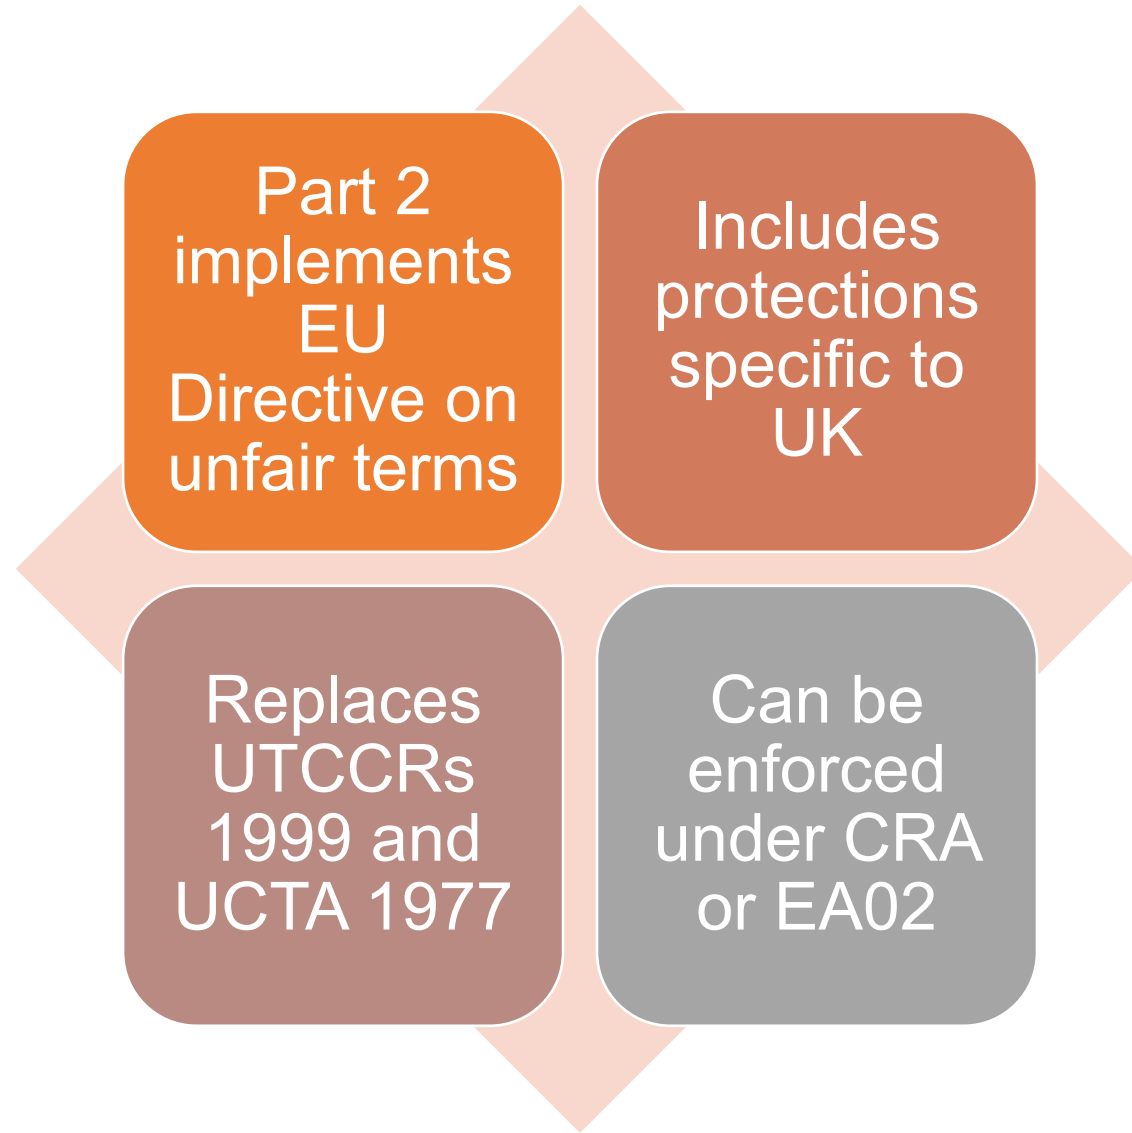 Part 2
implements
EU
Directive on
unfair terms
Includes
protections
specific to
UK
Replaces
UTCCRs
1999 and
UCTA 1977
Can be
enforced
under CRA
or EA02